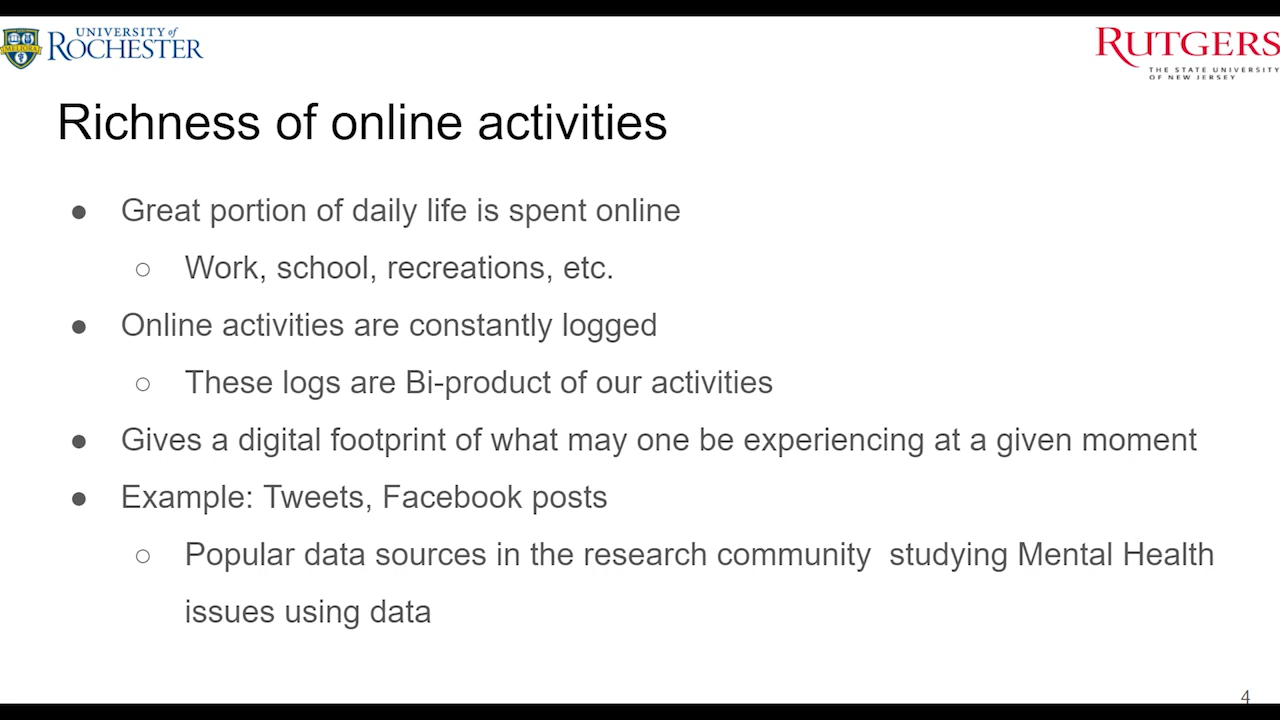 UNIVERSITY of
ROCHESTER
MELIORA
RUTGERS
THE STATE UNIVERSITY
OF NEW JERSEY
Richness of online activities
● Great portion of daily life is spent online
○ Work, school, recreations, etc.
● Online activities are constantly logged
○ These logs are Bi-product of our activities
● Gives a digital footprint of what may one be experiencing at a given moment
● Example: Tweets, Facebook posts
○ Popular data sources in the research community  studying Mental Health
issues using data
4